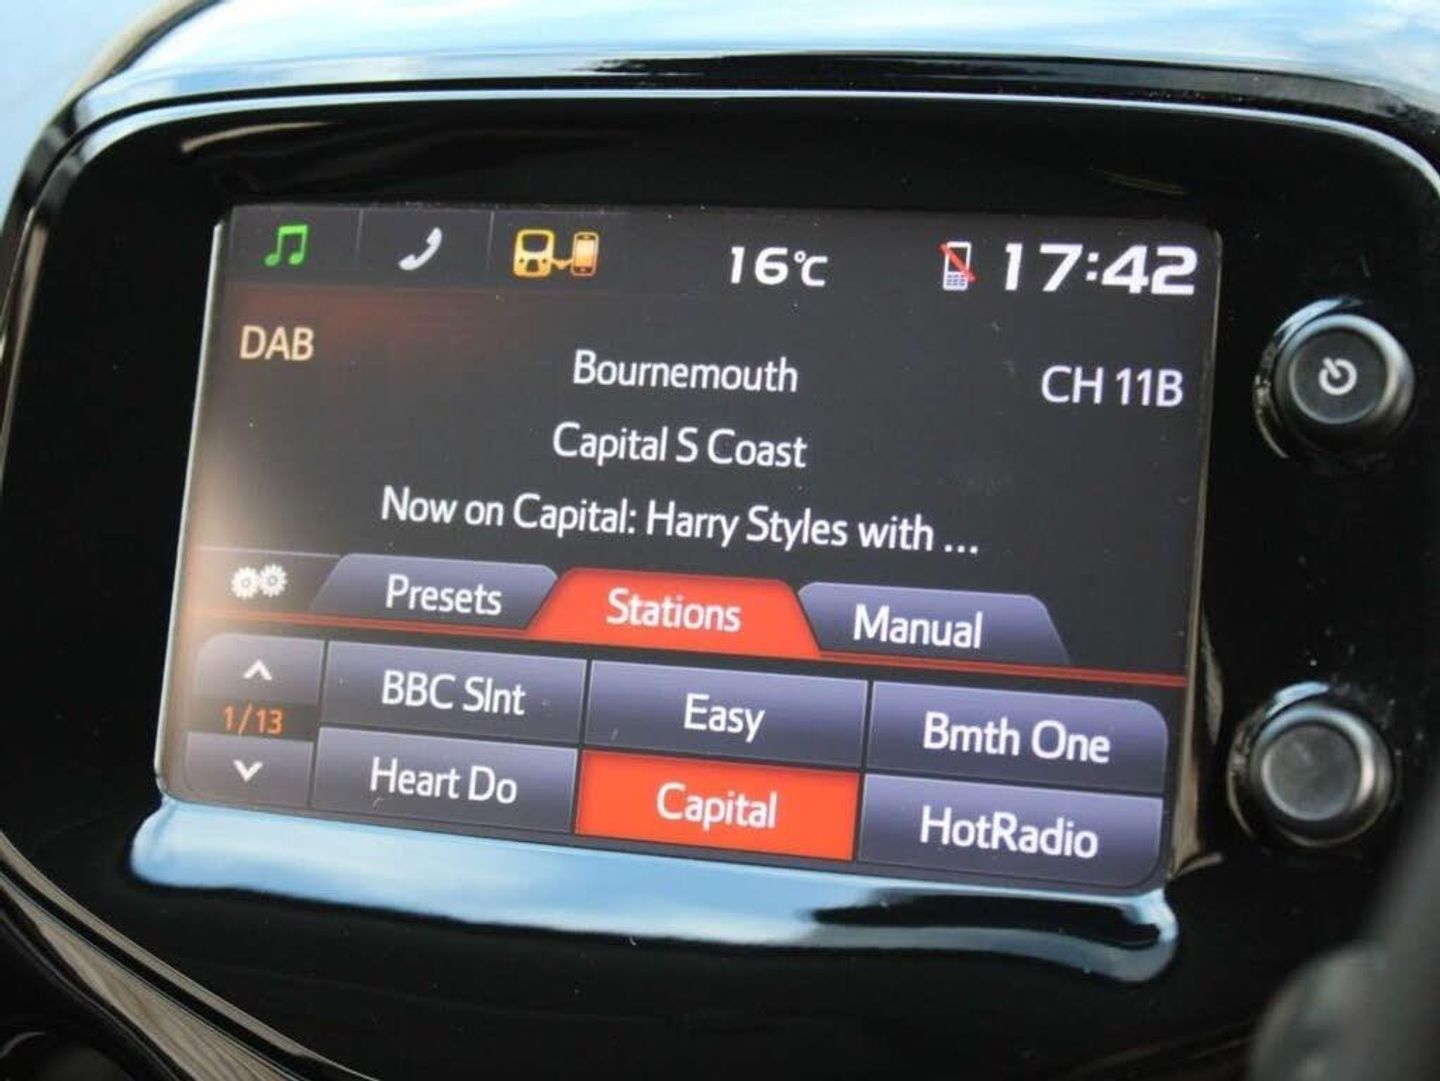 16°C 17:42
DAB
Bournemouth
CH 11B
Capital S Coast
Now on Capital: Harry Styles with ...
Presets Stations Manual
BBC Slnt Easy Bmth One
1/13
Heart Do Capital HotRadio